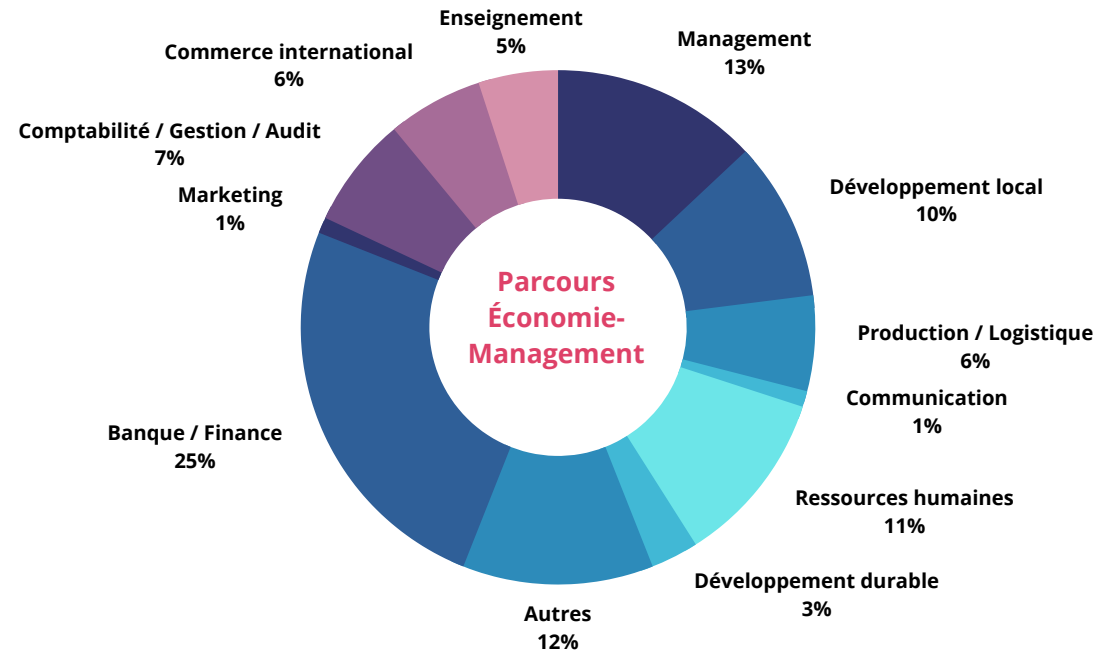 Enseignement
5%
Management
13%
Commerce international
6%
Comptabilité / Gestion / Audit
7%
Développement local
10%
Marketing
1%
Parcours
Économie-
Management
Production / Logistique
6%
Communication
1%
Banque / Finance
25%
Ressources humaines
11%
Développement durable
3%
Autres
12%